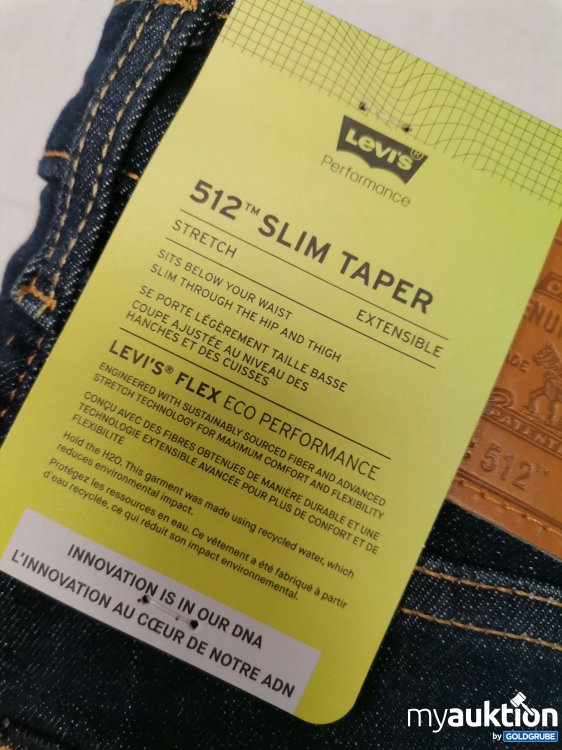 Levi's®
Performance
512™ SLIM TAPER
STRETCH EXTENSIBLE
SITS BELOW YOUR WAIST
SLIM THROUGH THE HIP AND THIGH
SE PORTE LÉGÈREMENT TAILLE BASSE
COUPE AJUSTÉE AU NIVEAU DES
HANCHES ET DES CUISSES
LEVI'S® FLEX ECO PERFORMANCE
ENGINEERED WITH SUSTAINABLY SOURCED FIBER AND ADVANCED
STRETCH TECHNOLOGY FOR MAXIMUM COMFORT AND FLEXIBILITY
CONÇU AVEC DES FIBRES OBTENUES DE MANIÈRE DURABLE ET UNE
TECHNOLOGIE EXTENSIBLE AVANCÉE POUR PLUS DE CONFORT ET DE
FLEXIBILITÉ
Hold the H2O. This garment was made using recycled water, which
reduces environmental impact.
Protégez les ressources en eau. Ce vêtement a été fabriqué à partir
d'eau recyclée, ce qui réduit son impact environnemental.
INNOVATION IS IN OUR DNA
L'INNOVATION AU CŒUR DE NOTRE ADN
512™
myauktion
by GOLDGRUBE